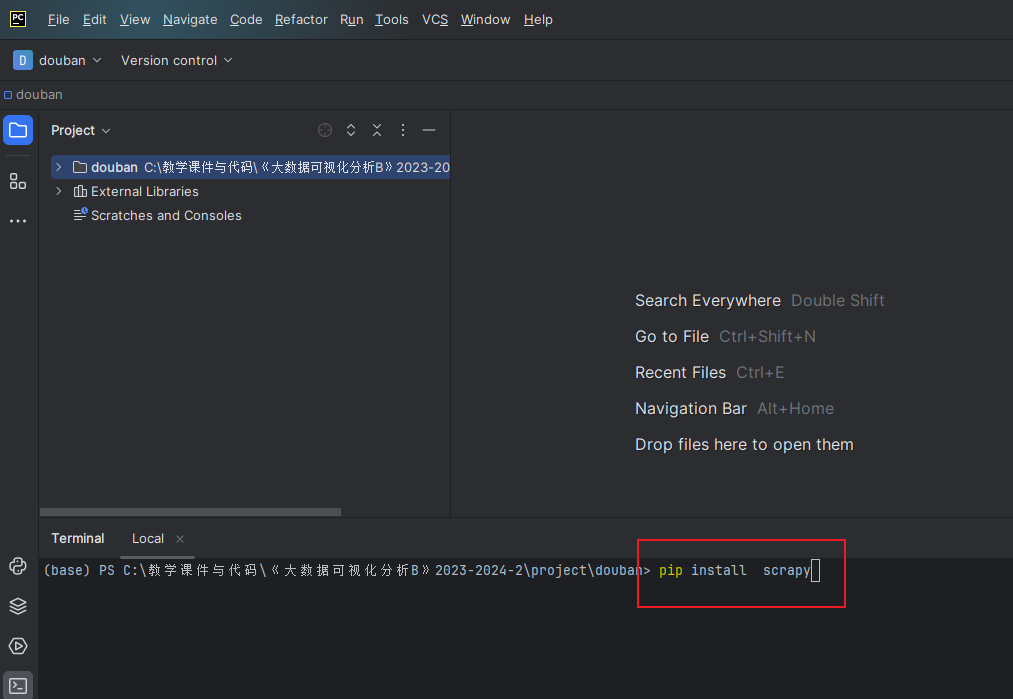 PC File Edit View Navigate Code Refactor Run Tools VCS Window Help
D douban Version control
douban
Project
douban C:\教学课件与代码\《大数据可视化分析B》2023-20
External Libraries
Scratches and Consoles
Search Everywhere Double Shift
Go to File Ctrl+Shift+N
Recent Files Ctrl+E
Navigation Bar Alt+Home
Drop files here to open them
Terminal Local ×
(base) PS C:\教学课件与代码\《大数据可视化分析B》2023-2024-2\project\douban> pip install  scrapy